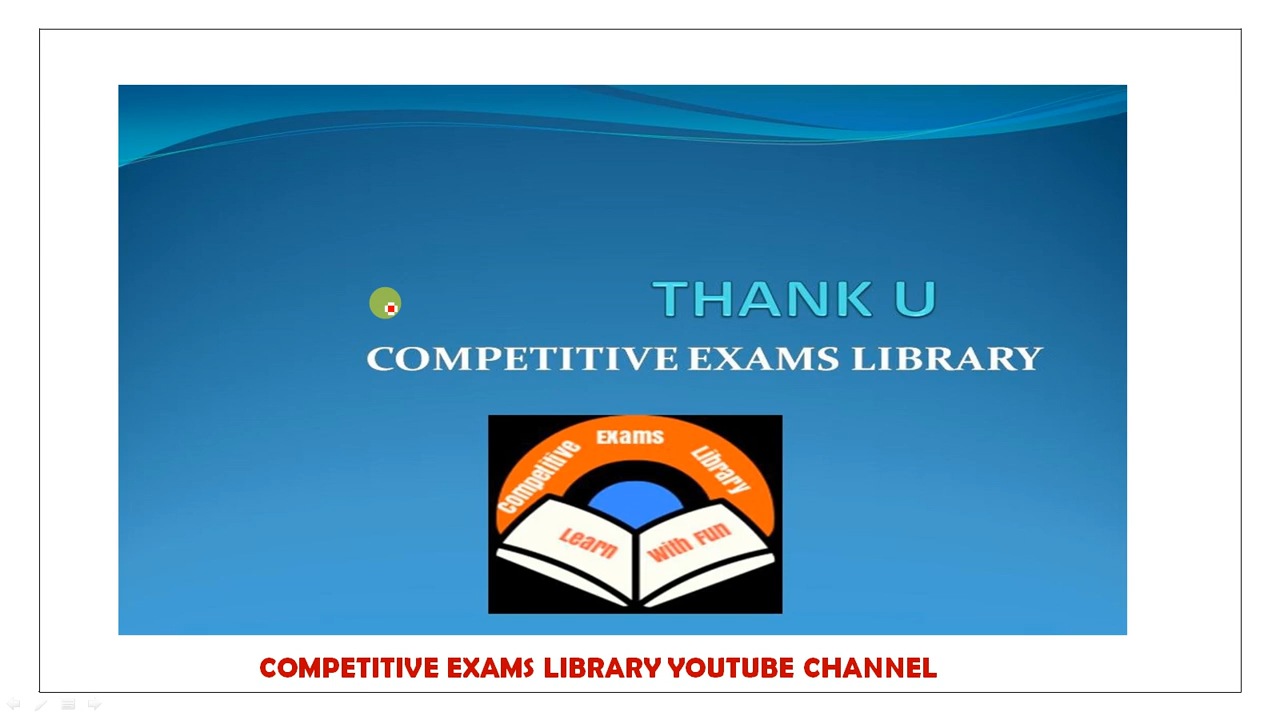 THANK U
COMPETITIVE EXAMS LIBRARY
Competitive Exams Library
Learn with Fun
COMPETITIVE EXAMS LIBRARY YOUTUBE CHANNEL